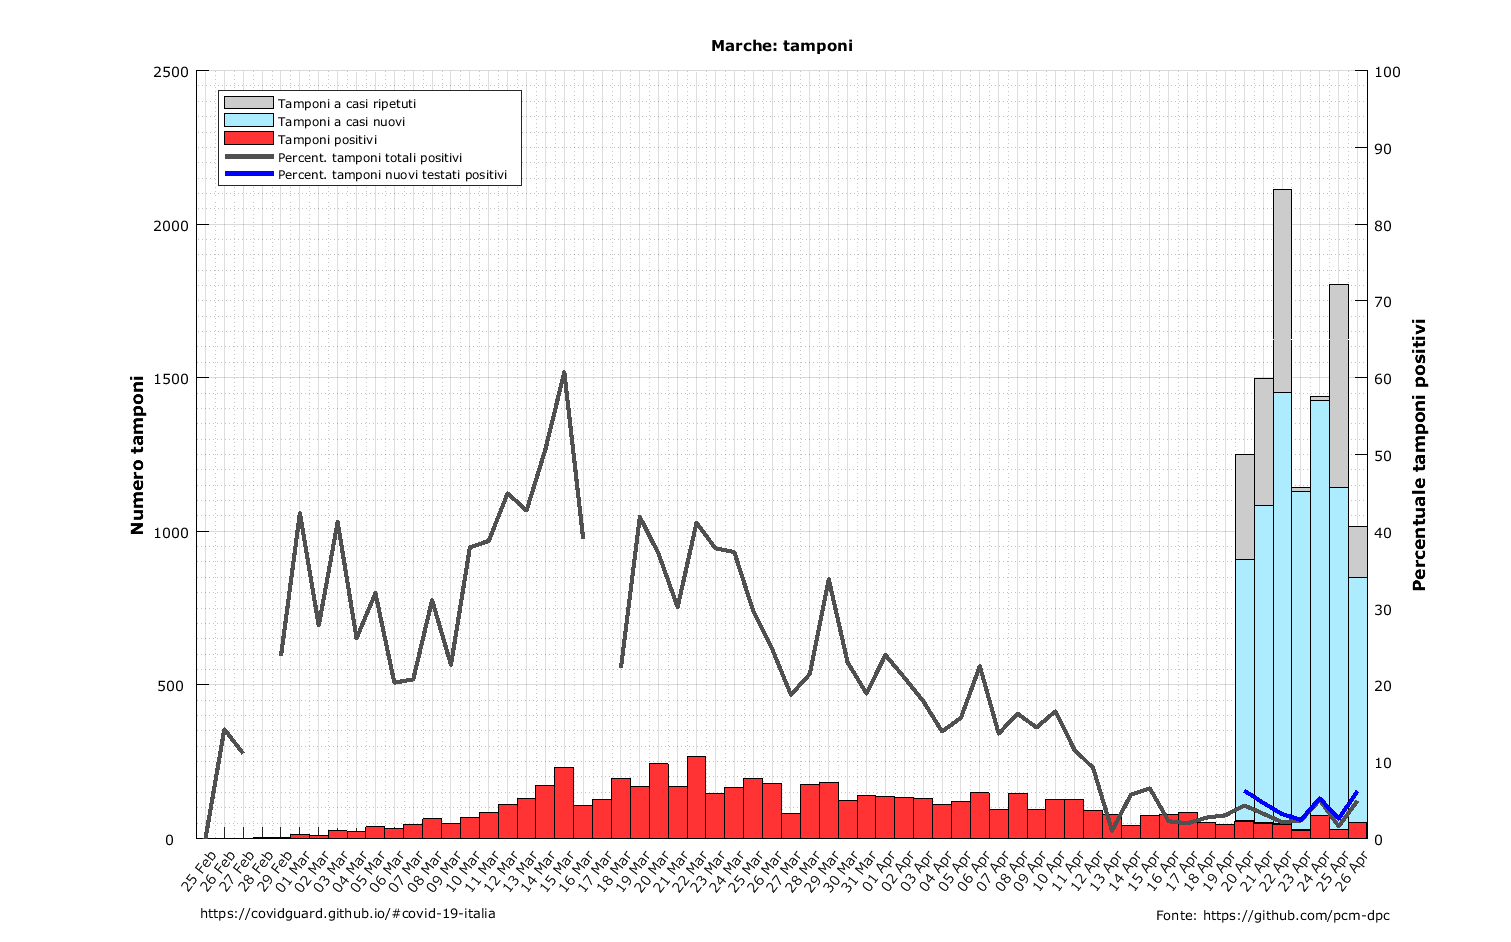 Marche: tamponi
2500
2000
1500
1000
500
0
Numero tamponi
Tamponi a casi ripetuti
Tamponi a casi nuovi
Tamponi positivi
Percent. tamponi totali positivi
Percent. tamponi nuovi testati positivi
100
90
80
70
60
50
40
30
20
10
0
Percentuale tamponi positivi
25 Feb
26 Feb
27 Feb
28 Feb
29 Feb
01 Mar
02 Mar
03 Mar
04 Mar
05 Mar
06 Mar
07 Mar
08 Mar
09 Mar
10 Mar
11 Mar
12 Mar
13 Mar
14 Mar
15 Mar
16 Mar
17 Mar
18 Mar
19 Mar
20 Mar
21 Mar
22 Mar
23 Mar
24 Mar
25 Mar
26 Mar
27 Mar
28 Mar
29 Mar
30 Mar
31 Mar
01 Apr
02 Apr
03 Apr
04 Apr
05 Apr
06 Apr
07 Apr
08 Apr
09 Apr
10 Apr
11 Apr
12 Apr
13 Apr
14 Apr
15 Apr
16 Apr
17 Apr
18 Apr
19 Apr
20 Apr
21 Apr
22 Apr
23 Apr
24 Apr
25 Apr
26 Apr
https://covidguard.github.io/#covid-19-italia
Fonte: https://github.com/pcm-dpc